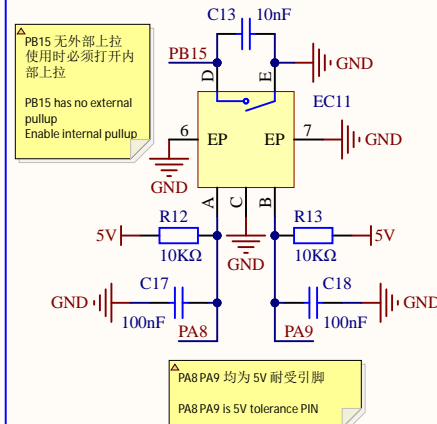 C13
10nF
PB15 无外部上拉
使用时必须打开内
部上拉
PB15 has no external
pullup
Enable internal pullup
PB15
D
E
GND
EC11
6
EP
EP
7
GND
GND
A
C
B
R12
R13
5V
5V
10KΩ
GND
10KΩ
C17
C18
GND
GND
100nF
100nF
PA8
PA9
PA8 PA9 均为 5V 耐受引脚
PA8 PA9 is 5V tolerance PIN